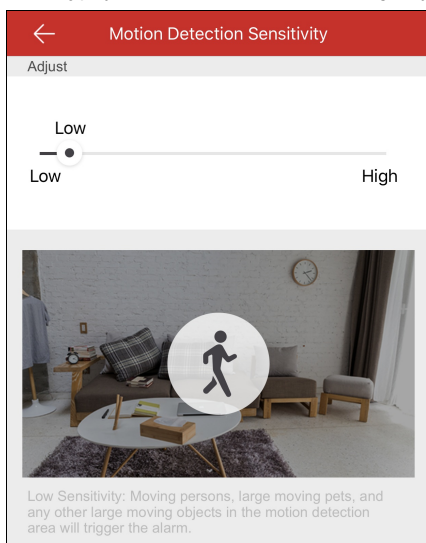 Motion Detection Sensitivity
Adjust
Low
Low High
Low Sensitivity: Moving persons, large moving pets, and
any other large moving objects in the motion detection
area will trigger the alarm.